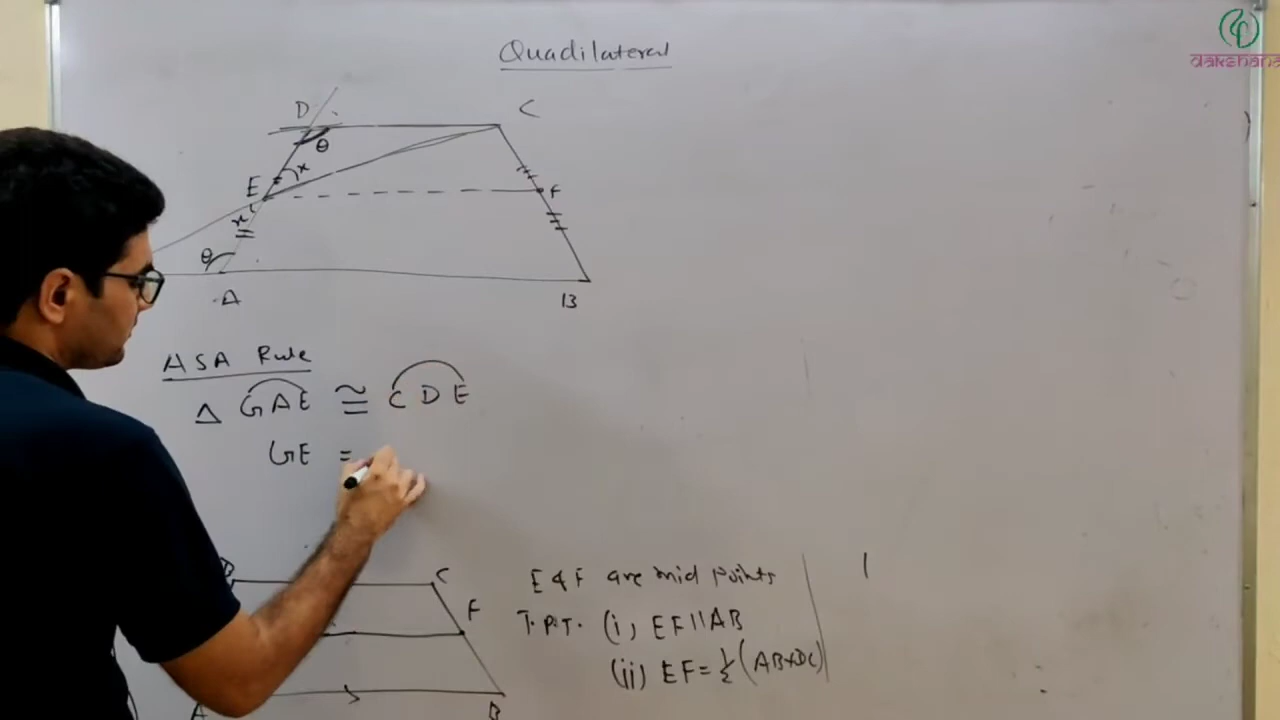 Quadilateral
dakshana
D C
θ
x
E F
x
θ
A B
ASA Rule
Δ GAE ≅ CDE
GE =
C
E & F are mid points
F
T.P.T. (i) EF || AB
(ii) EF = 1/2 (AB+DC)
A B